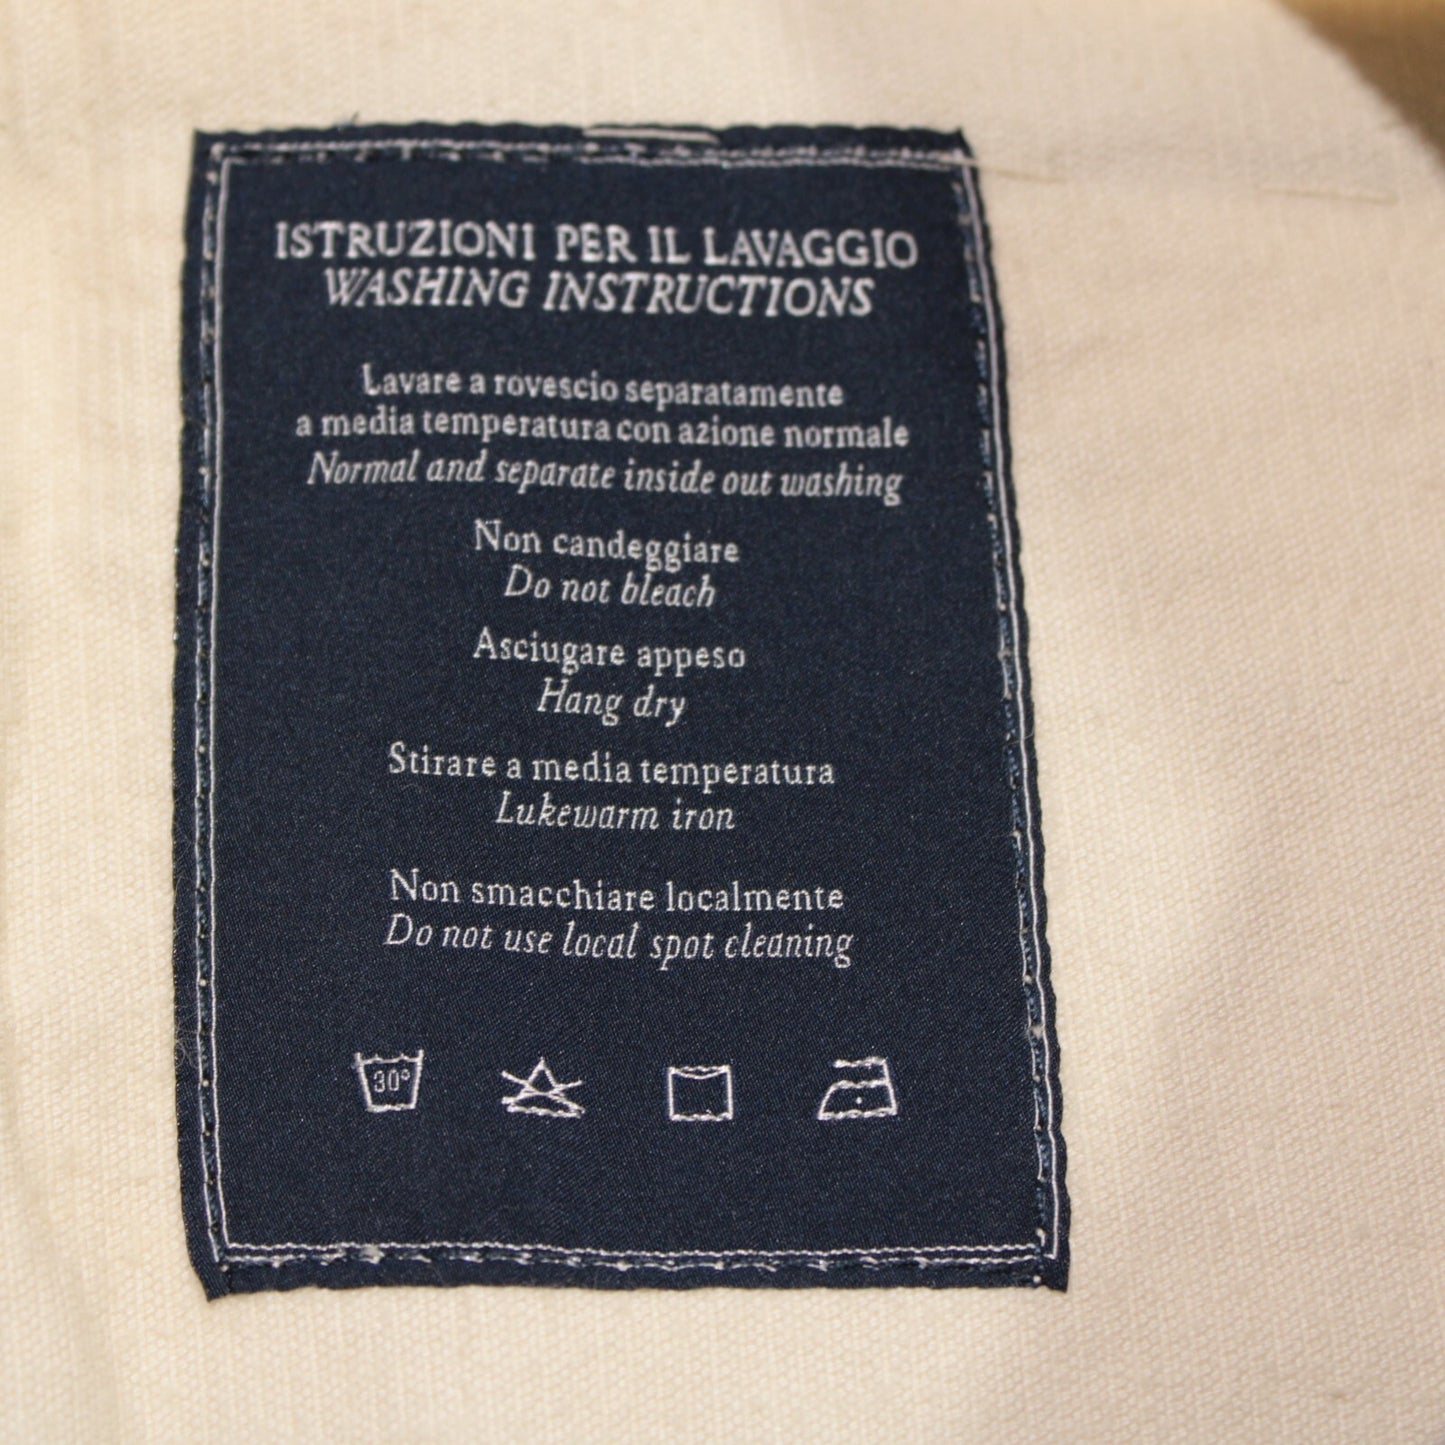 ISTRUZIONI PER IL LAVAGGIO
WASHING INSTRUCTIONS
Lavare a rovescio separatamente
a media temperatura con azione normale
Normal and separate inside out washing
Non candeggiare
Do not bleach
Asciugare appeso
Hang dry
Stirare a media temperatura
Lukewarm iron
Non smacchiare localmente
Do not use local spot cleaning
30°